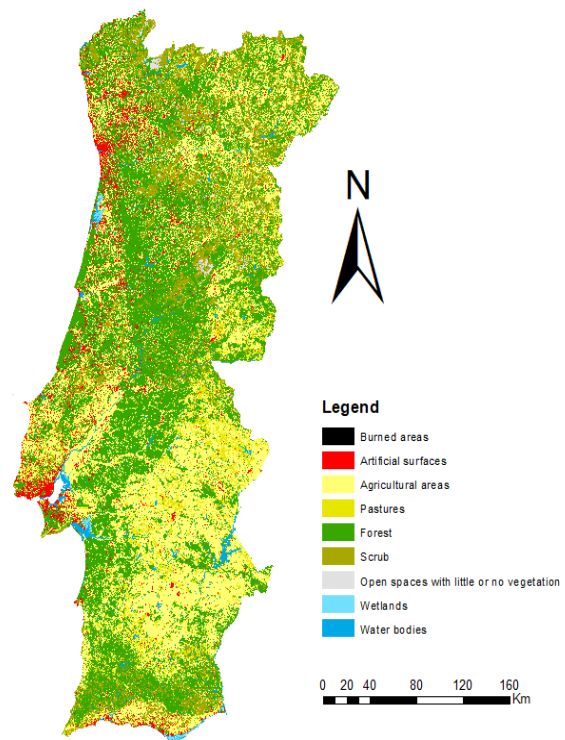 N
Legend
Burned areas
Artificial surfaces
Agricultural areas
Pastures
Forest
Scrub
Open spaces with little or no vegetation
Wetlands
Water bodies
0 20 40 80 120 160
Km